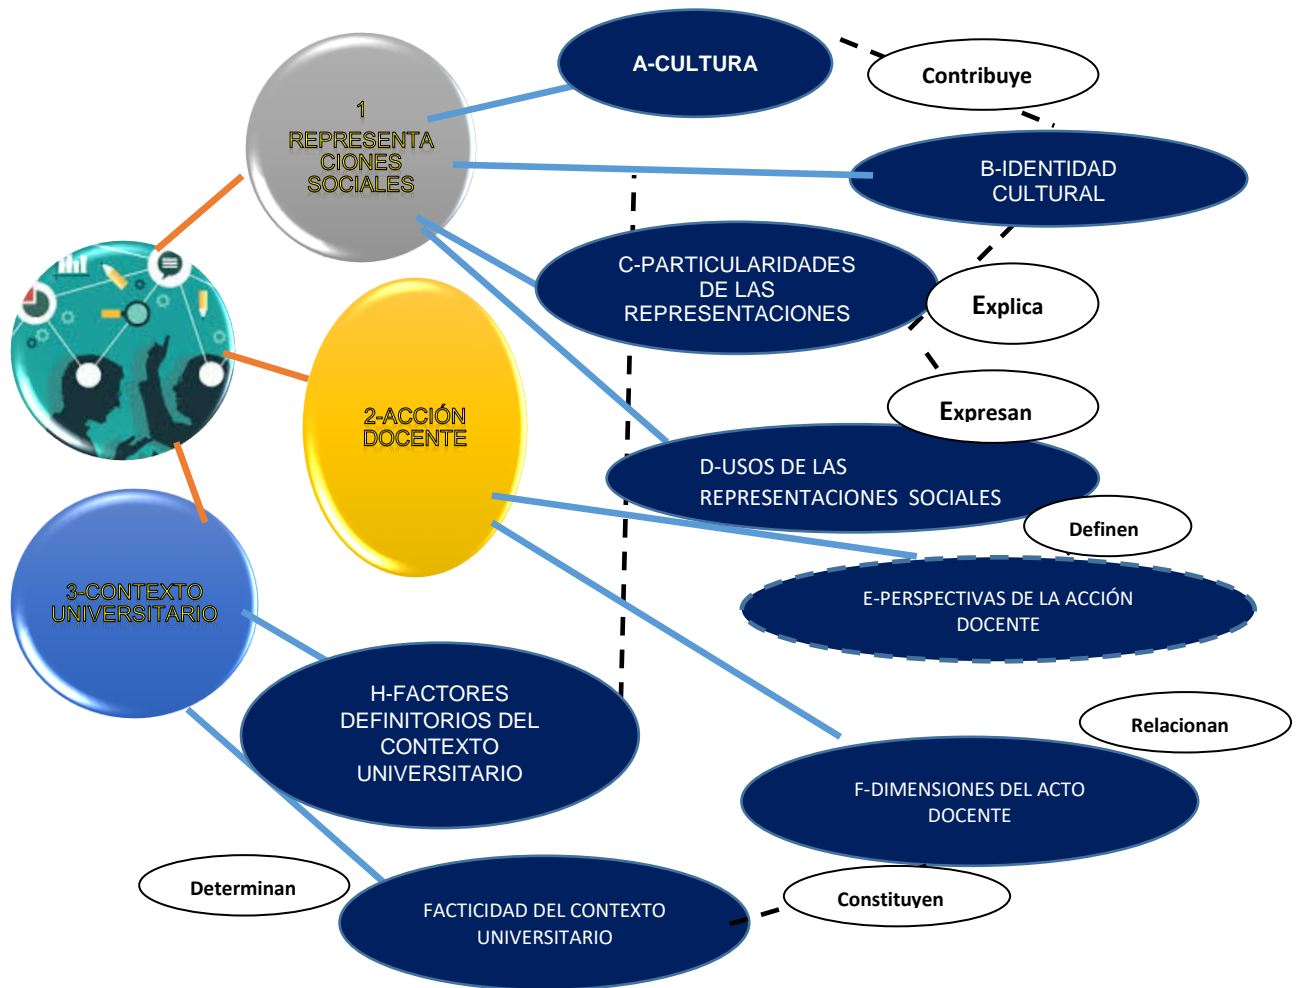 A-CULTURA
Contribuye
1
REPRESENTA
CIONES
SOCIALES
B-IDENTIDAD
CULTURAL
C-PARTICULARIDADES
DE LAS
REPRESENTACIONES
Explica
Expresan
2-ACCIÓN
DOCENTE
D-USOS DE LAS
REPRESENTACIONES SOCIALES
Definen
3-CONTEXTO
UNIVERSITARIO
E-PERSPECTIVAS DE LA ACCIÓN
DOCENTE
H-FACTORES
DEFINITORIOS DEL
CONTEXTO
UNIVERSITARIO
Relacionan
F-DIMENSIONES DEL ACTO
DOCENTE
Determinan
Constituyen
FACTICIDAD DEL CONTEXTO
UNIVERSITARIO